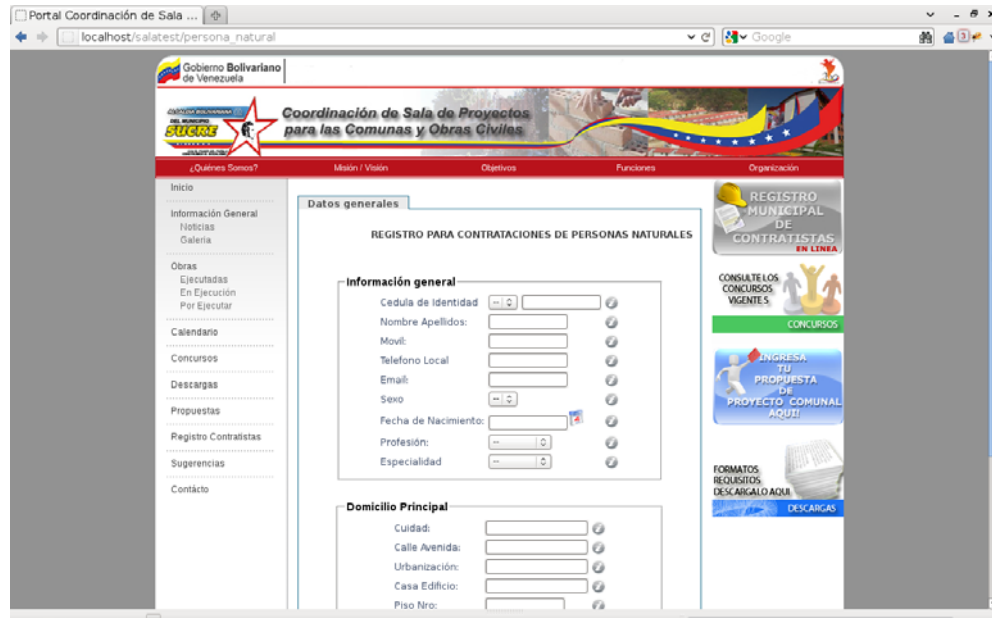 Portal Coordinación de Sala ...
localhost/salatest/persona_natural
Google
3
Gobierno Bolivariano
de Venezuela
ALCALDIA BOLIVARIANA
DEL MUNICIPIO
SUCRE
Coordinación de Sala de Proyectos
para las Comunas y Obras Civiles
¿Quiénes Somos?
Misión / Visión
Objetivos
Funciones
Organización
Inicio
Información General
Noticias
Galeria
Obras
Ejecutadas
En Ejecución
Por Ejecutar
Calendario
Concursos
Descargas
Propuestas
Registro Contratistas
Sugerencias
Contácto
Datos generales
REGISTRO PARA CONTRATACIONES DE PERSONAS NATURALES
Información general
Cedula de Identidad --
Nombre Apellidos:
Movil:
Telefono Local
Email:
Sexo --
Fecha de Nacimiento:
Profesión: --
Especialidad --
Domicilio Principal
Cuidad:
Calle Avenida:
Urbanización:
Casa Edificio:
Piso Nro:
REGISTRO
MUNICIPAL
DE
CONTRATISTAS
EN LINEA
CONSULTE LOS
CONCURSOS
VIGENTES
CONCURSOS
INGRESA
TU
PROPUESTA
DE
PROYECTO COMUNAL
AQUI!
FORMATOS
REQUISITOS
DESCARGALO AQUI
DESCARGAS